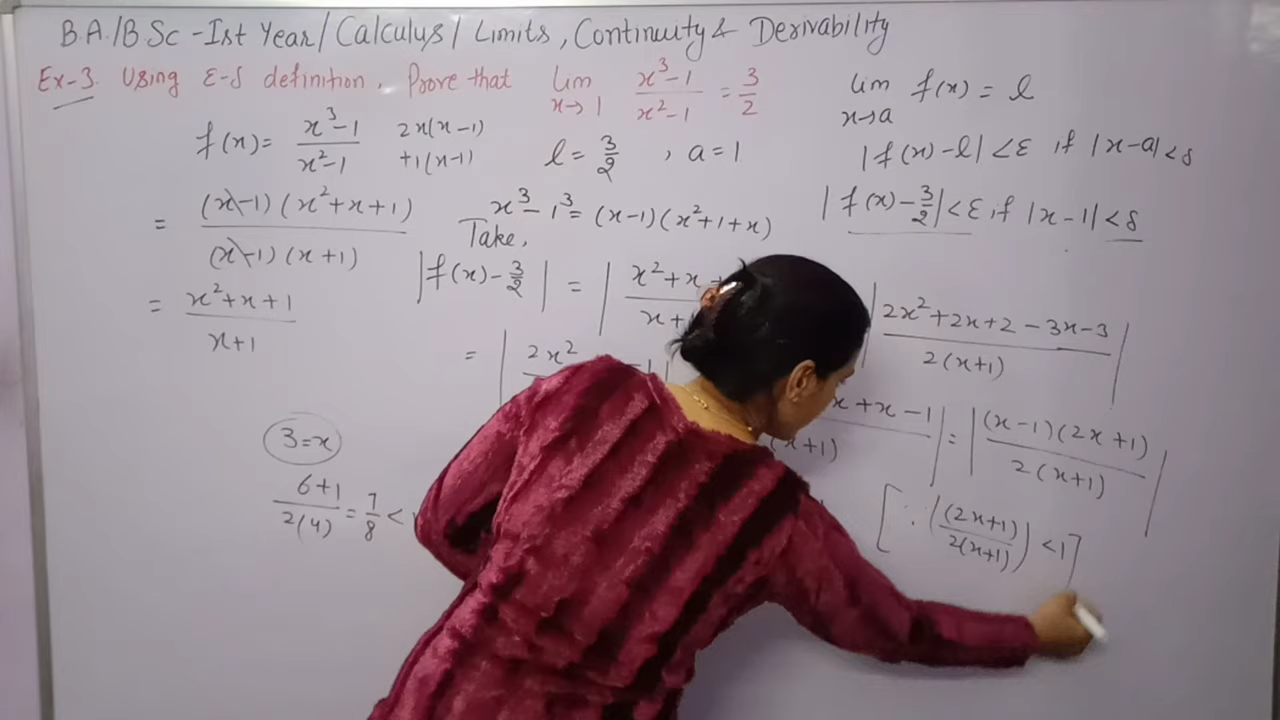 B.A./B Sc - Ist Year / Calculus / Limits, Continuity & Derivability
Ex-3. Using ε-δ definition, Prove that lim x→1 (x³-1)/(x²-1) = 3/2
lim x→a f(x) = l
f(x) = (x³-1)/(x²-1)
2x(x-1)
+1(x-1)
l = 3/2 , a = 1
|f(x) - l| < ε if |x-a| < δ
= (x-1)(x²+x+1)/(x-1)(x+1)
x³ - 1³ = (x-1)(x²+1+x)
|f(x) - 3/2| < ε if |x-1| < δ
Take,
|f(x) - 3/2| = | x²+x+ / x+
|2x²+2x+2-3x-3 / 2(x+1)|
= x²+x+1 / x+1
= | 2x² -1 |
x+x-1 / (x+1) | = |(x-1)(2x+1) / 2(x+1)|
3 = x
6+1 / 2(4) = 7/8 <
[∵ |(2x+1) / 2(x+1)| < 1]